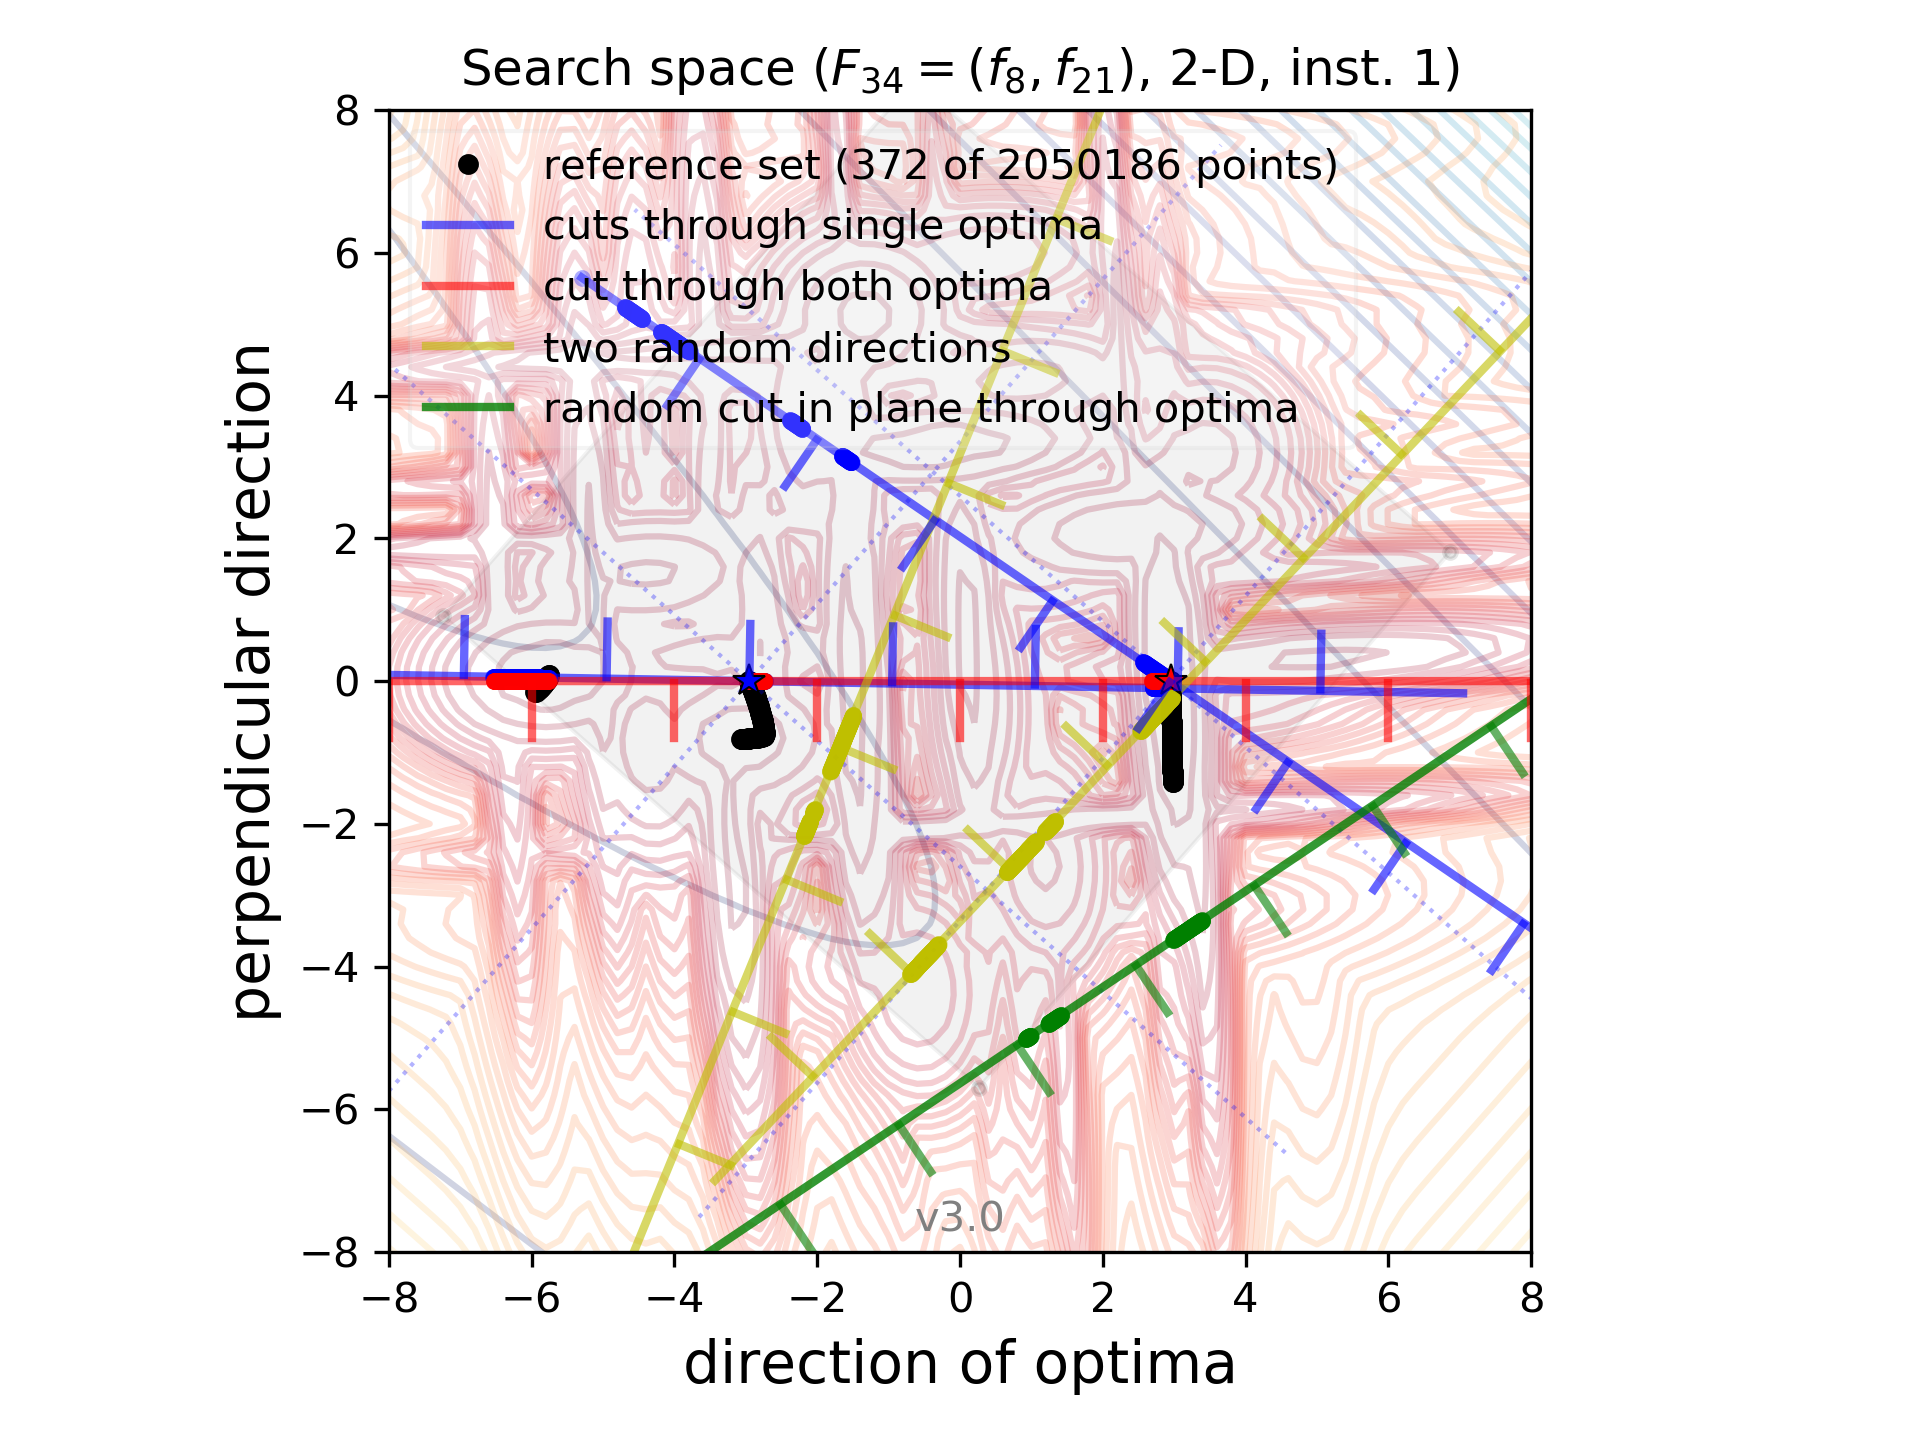 Search space (F34 = (f8, f21), 2-D, inst. 1)
8
6
4
2
0
−2
−4
−6
−8
perpendicular direction
reference set (372 of 2050186 points)
cuts through single optima
cut through both optima
two random directions
random cut in plane through optima
v3.0
−8 −6 −4 −2 0 2 4 6 8
direction of optima